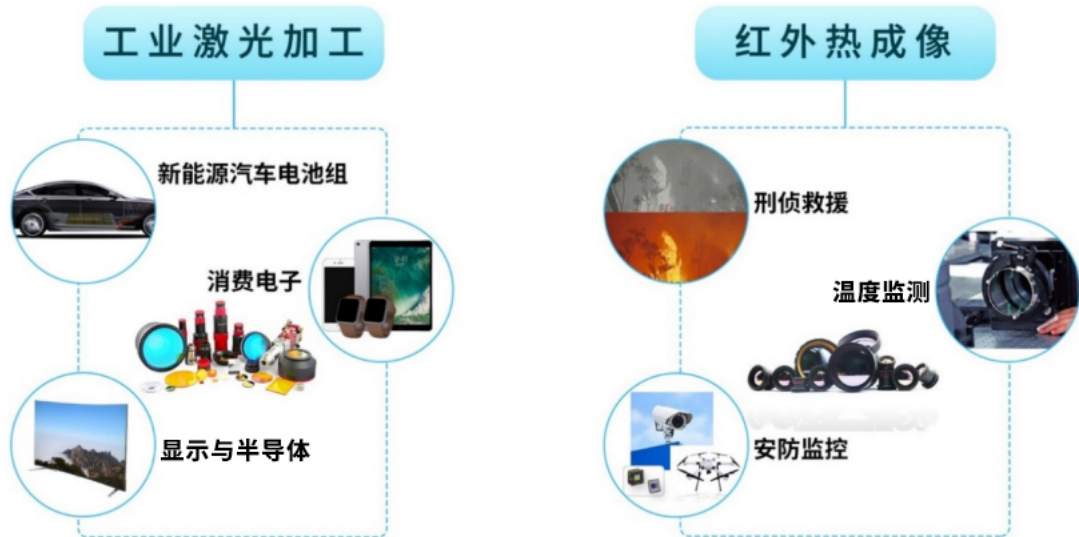 工业激光加工
新能源汽车电池组
消费电子
显示与半导体
红外热成像
刑侦救援
温度监测
安防监控